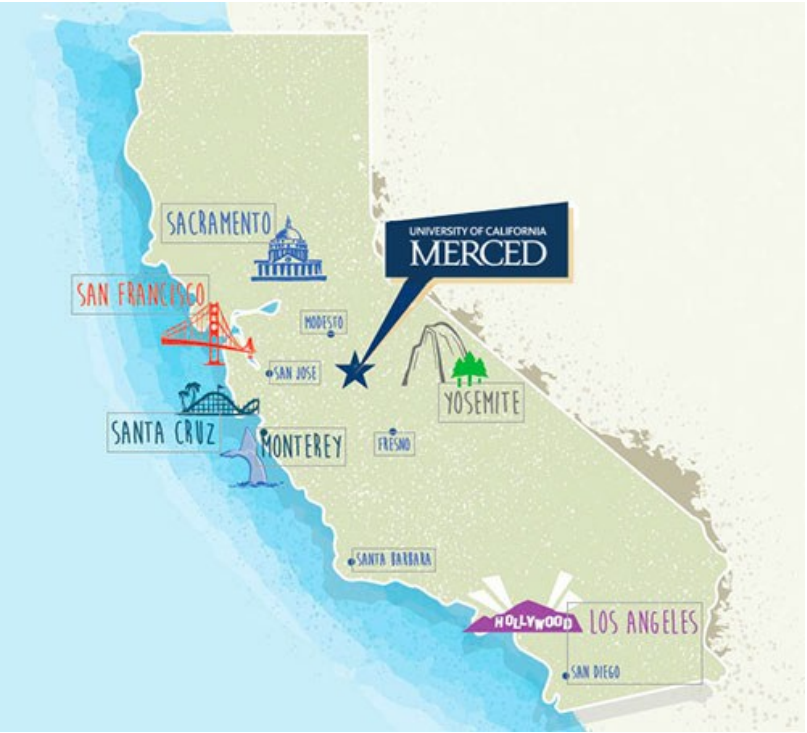 SACRAMENTO
UNIVERSITY OF CALIFORNIA
MERCED
SAN FRANCISCO
MODESTO
SAN JOSE
YOSEMITE
SANTA CRUZ
MONTEREY
FRESNO
SANTA BARBARA
HOLLYWOOD
LOS ANGELES
SAN DIEGO